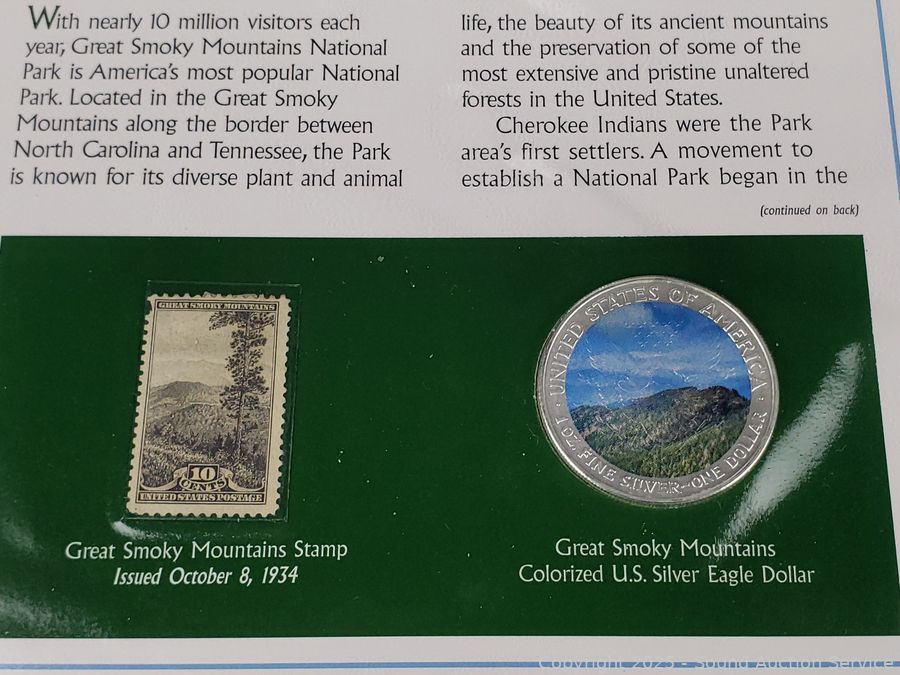 With nearly 10 million visitors each
year, Great Smoky Mountains National
Park is America's most popular National
Park. Located in the Great Smoky
Mountains along the border between
North Carolina and Tennessee, the Park
is known for its diverse plant and animal
life, the beauty of its ancient mountains
and the preservation of some of the
most extensive and pristine unaltered
forests in the United States.
Cherokee Indians were the Park
area's first settlers. A movement to
establish a National Park began in the
(continued on back)
GREAT SMOKY MOUNTAINS
10
CENTS
UNITED STATES POSTAGE
Great Smoky Mountains Stamp
Issued October 8, 1934
UNITED STATES OF AMERICA
1 OZ. FINE SILVER~ONE DOLLAR
Great Smoky Mountains
Colorized U.S. Silver Eagle Dollar
Copyright 2023 - Sound Auction Service